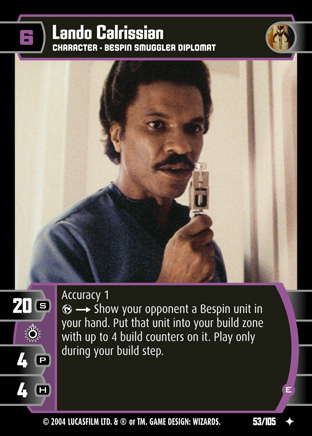 6 Lando Calrissian
CHARACTER - BESPIN SMUGGLER DIPLOMAT
20 S
4 P
4 H
Accuracy 1
→ Show your opponent a Bespin unit in
your hand. Put that unit into your build zone
with up to 4 build counters on it. Play only
during your build step.
E
© 2004 LUCASFILM LTD. & ® or TM. GAME DESIGN: WIZARDS. 53/105